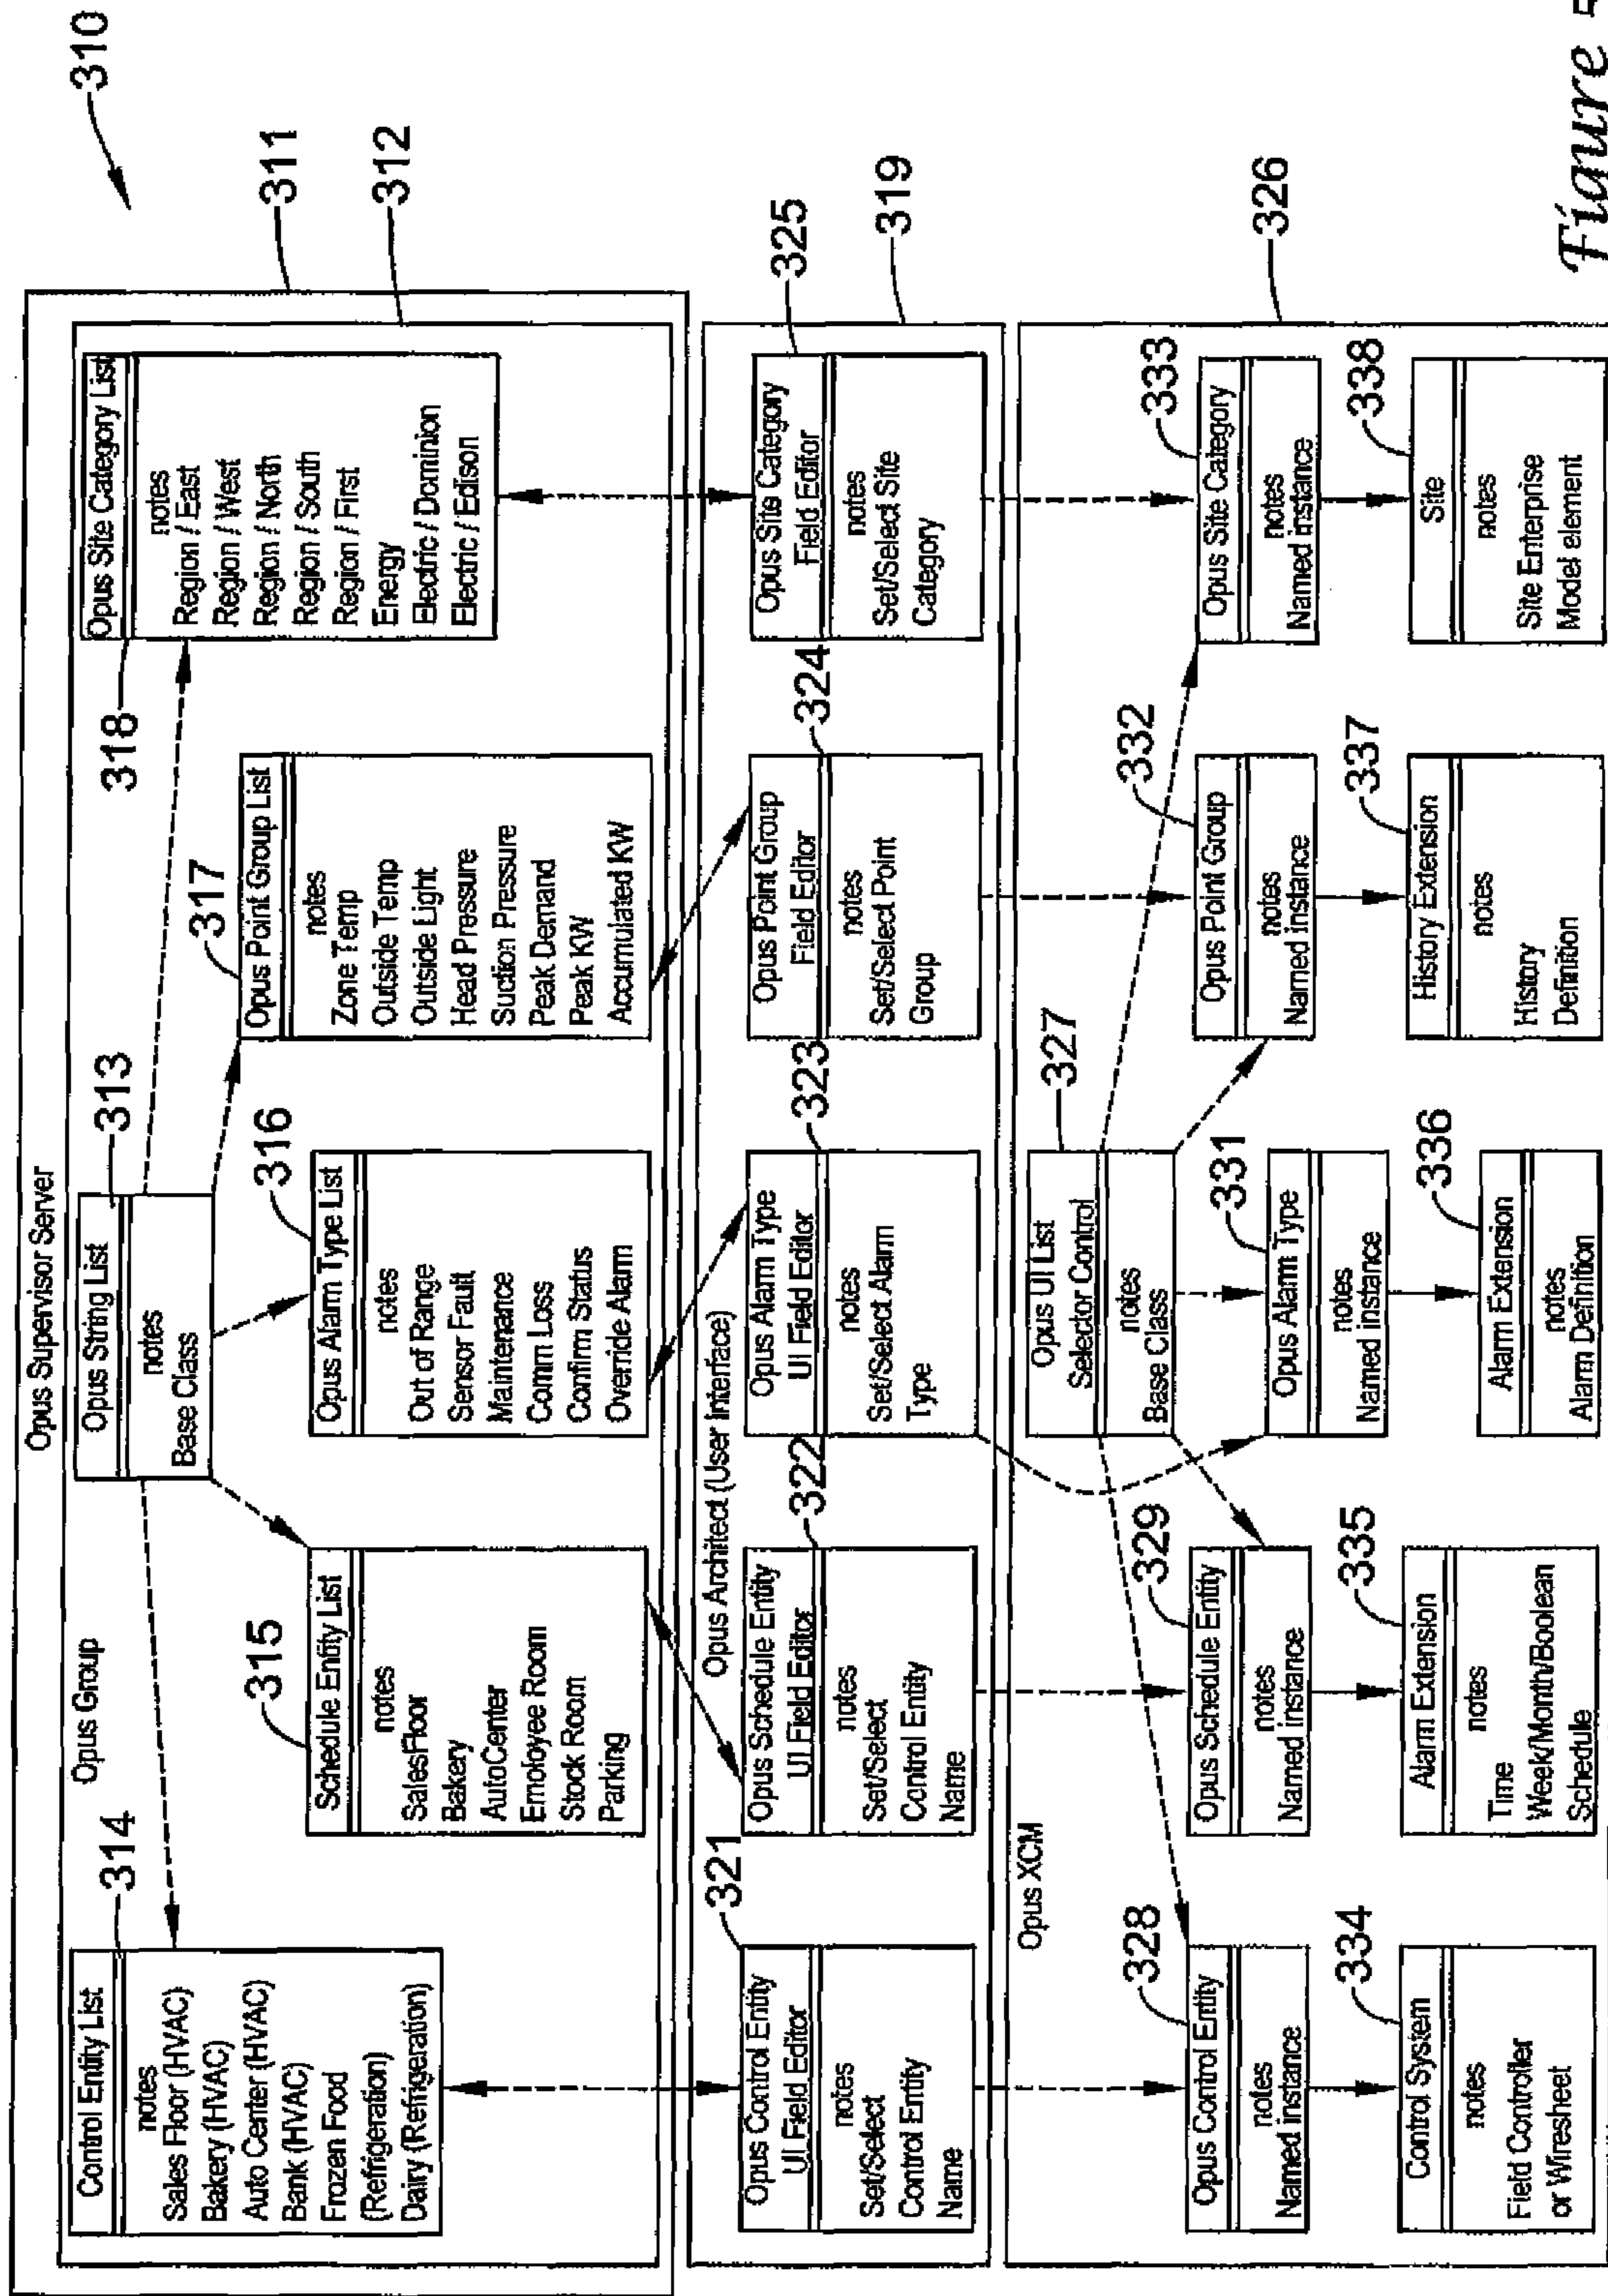 310
Opus Supervisor Server
311
Opus Group
312
Opus String List
notes
Base Class
313
Control Entity List
notes
Sales Floor (HVAC)
Bakery (HVAC)
Auto Center (HVAC)
Bank (HVAC)
Frozen Food
(Refrigeration)
Dairy (Refrigeration)
314
Schedule Entity List
notes
SalesFloor
Bakery
AutoCenter
Emoloyee Room
Stock Room
Parking
315
Opus Alarm Type List
notes
Out of Range
Sensor Fault
Maintenance
Comm Loss
Confirm Status
Override Alarm
316
Opus Point Group List
notes
Zone Temp
Outside Temp
Outside Light
Head Pressure
Suction Pressure
Peak Demand
Peak KW
Accumulated KW
317
Opus Site Category List
notes
Region / East
Region / West
Region / North
Region / South
Region / First
Energy
Electric / Dominion
Electric / Edison
318
Opus Architect (User Interface)
319
Opus Control Entity
UI Field Editor
notes
Set/Select
Control Entity
Name
321
Opus Schedule Entity
UI Field Editor
notes
Set/Select
Control Entity
Name
322
Opus Alarm Type
UI Field Editor
notes
Set/Select Alarm
Type
323
Opus Point Group
Field Editor
notes
Set/Select Point
Group
324
Opus Site Category
Field Editor
notes
Set/Select Site
Category
325
Opus XCM
326
Opus UI List
Selector Control
notes
Base Class
327
Opus Control Entity
notes
Named instance
328
Opus Schedule Entity
notes
Named instance
329
Opus Alarm Type
notes
Named instance
331
Opus Point Group
notes
Named instance
332
Opus Site Category
notes
Named instance
333
Control System
notes
Field Controller
or Wiresheet
334
Alarm Extension
notes
Time
Week/Month/Boolean
Schedule
335
Alarm Extension
notes
Alarm Definition
336
History Extension
notes
History
Definition
337
Site
notes
Site Enterprise
Model element
338
Figure 5